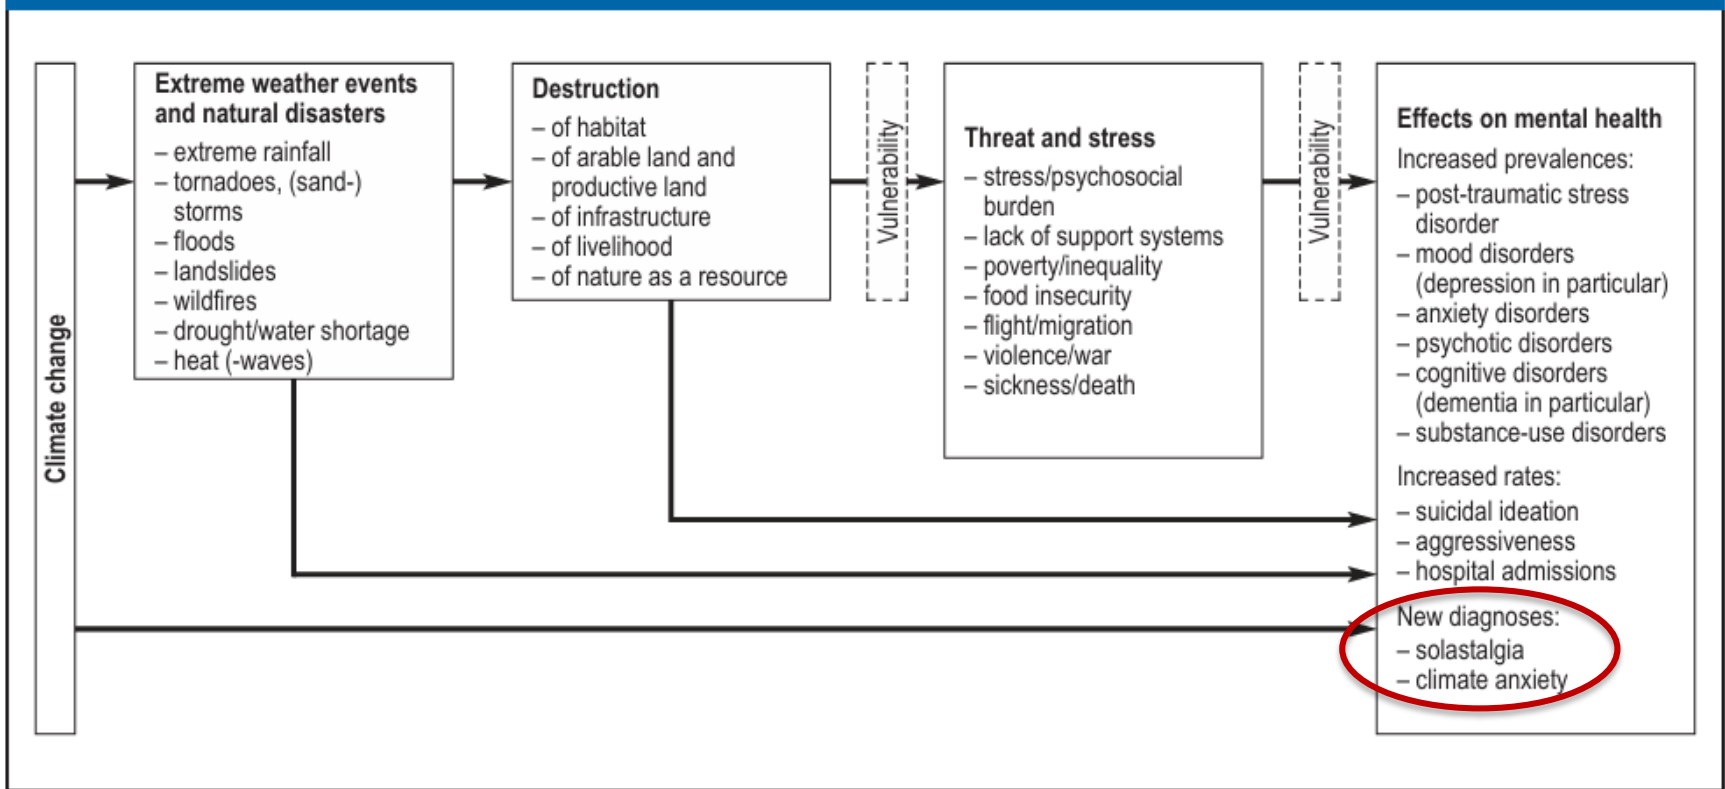 Climate change
Extreme weather events
and natural disasters
– extreme rainfall
– tornadoes, (sand-)
storms
– floods
– landslides
– wildfires
– drought/water shortage
– heat (-waves)
Destruction
– of habitat
– of arable land and
productive land
– of infrastructure
– of livelihood
– of nature as a resource
Vulnerability
Threat and stress
– stress/psychosocial
burden
– lack of support systems
– poverty/inequality
– food insecurity
– flight/migration
– violence/war
– sickness/death
Vulnerability
Effects on mental health
Increased prevalences:
– post-traumatic stress
disorder
– mood disorders
(depression in particular)
– anxiety disorders
– psychotic disorders
– cognitive disorders
(dementia in particular)
– substance-use disorders
Increased rates:
– suicidal ideation
– aggressiveness
– hospital admissions
New diagnoses:
– solastalgia
– climate anxiety